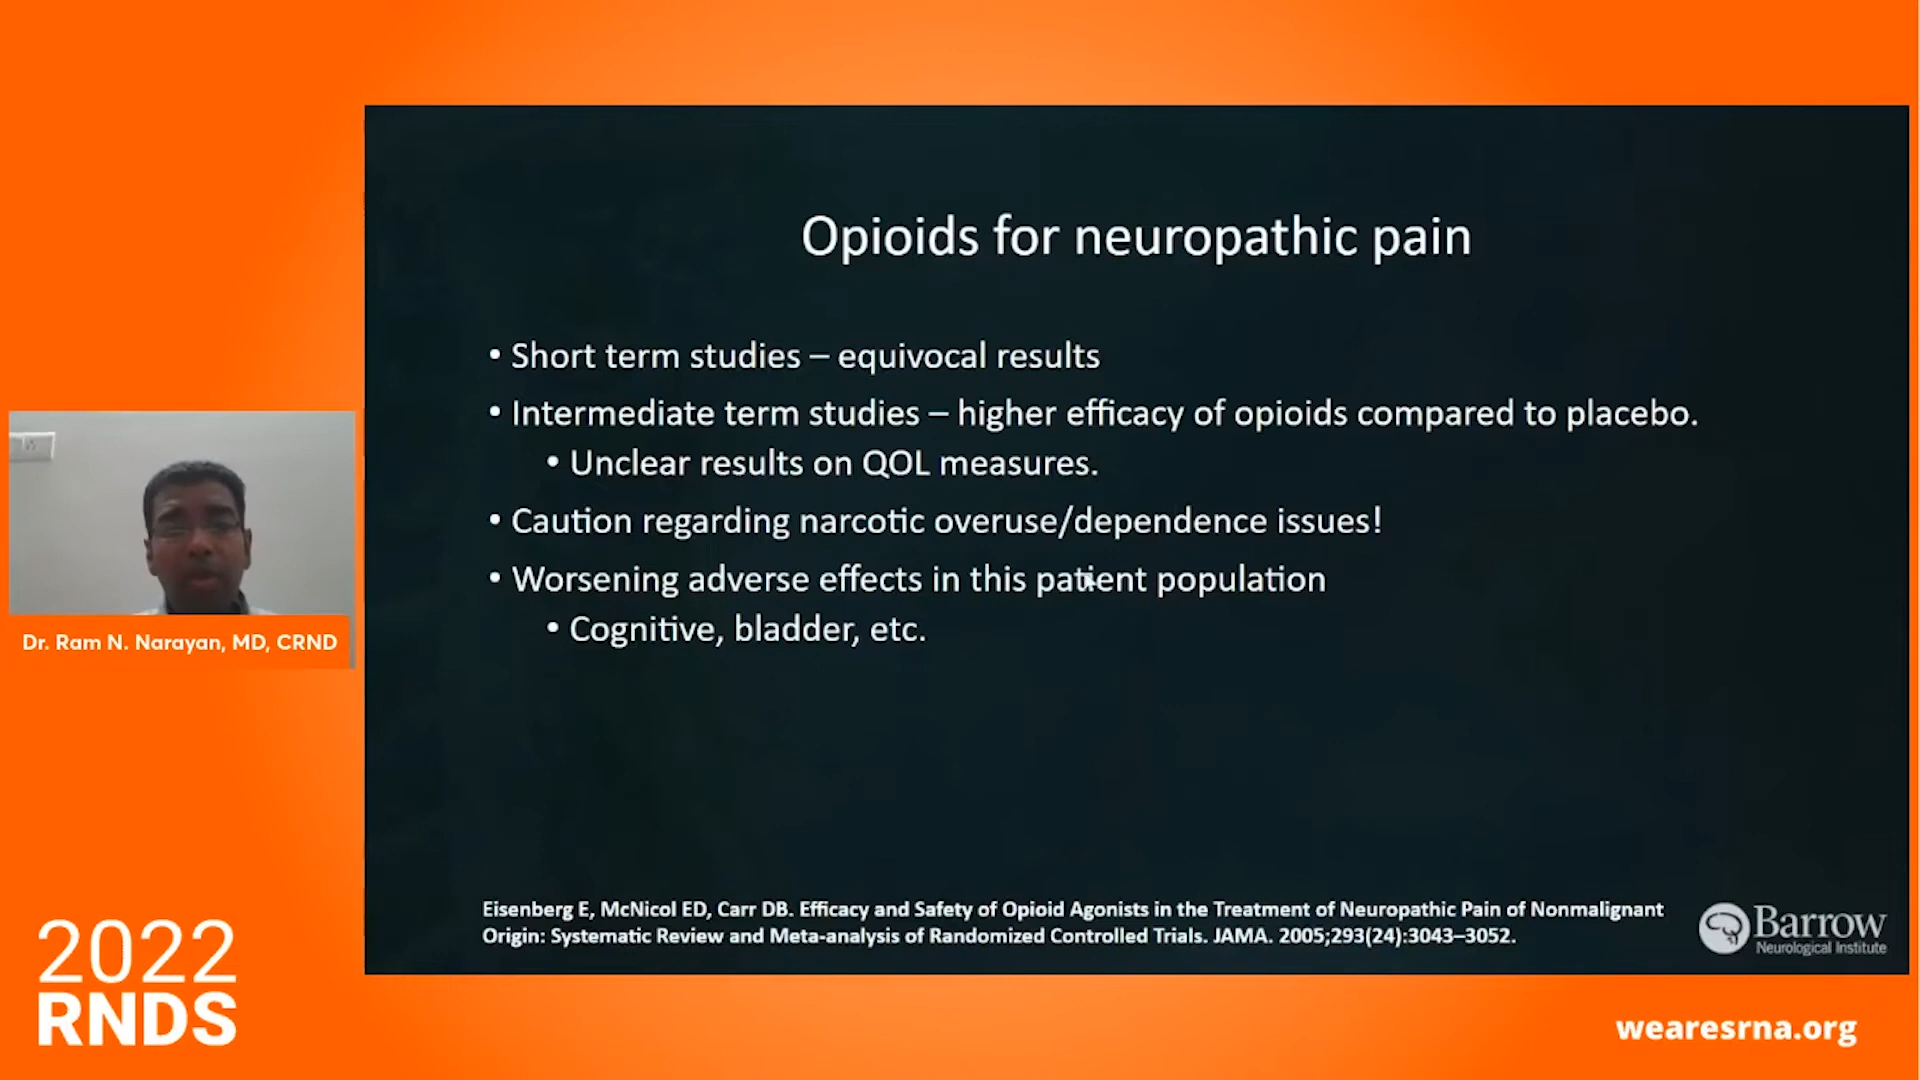 Opioids for neuropathic pain
• Short term studies – equivocal results
• Intermediate term studies – higher efficacy of opioids compared to placebo.
• Unclear results on QOL measures.
• Caution regarding narcotic overuse/dependence issues!
• Worsening adverse effects in this patient population
• Cognitive, bladder, etc.
Eisenberg E, McNicol ED, Carr DB. Efficacy and Safety of Opioid Agonists in the Treatment of Neuropathic Pain of Nonmalignant
Origin: Systematic Review and Meta-analysis of Randomized Controlled Trials. JAMA. 2005;293(24):3043–3052.
Barrow
Neurological Institute
Dr. Ram N. Narayan, MD, CRND
2022
RNDS
wearesrna.org